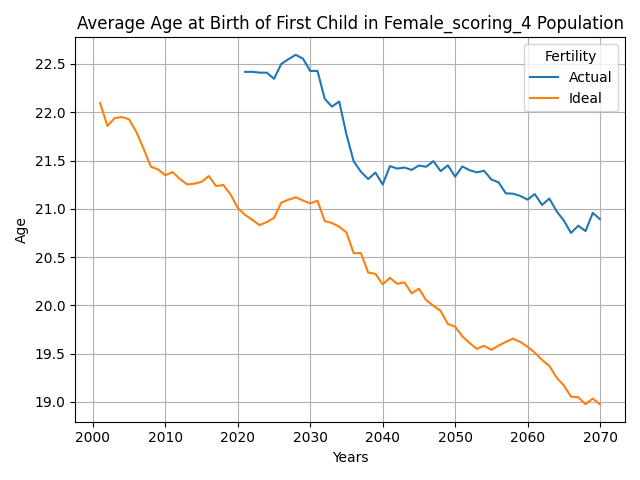 Average Age at Birth of First Child in Female_scoring_4 Population
Fertility
Actual
Ideal
Age
22.5
22.0
21.5
21.0
20.5
20.0
19.5
19.0
2000 2010 2020 2030 2040 2050 2060 2070
Years